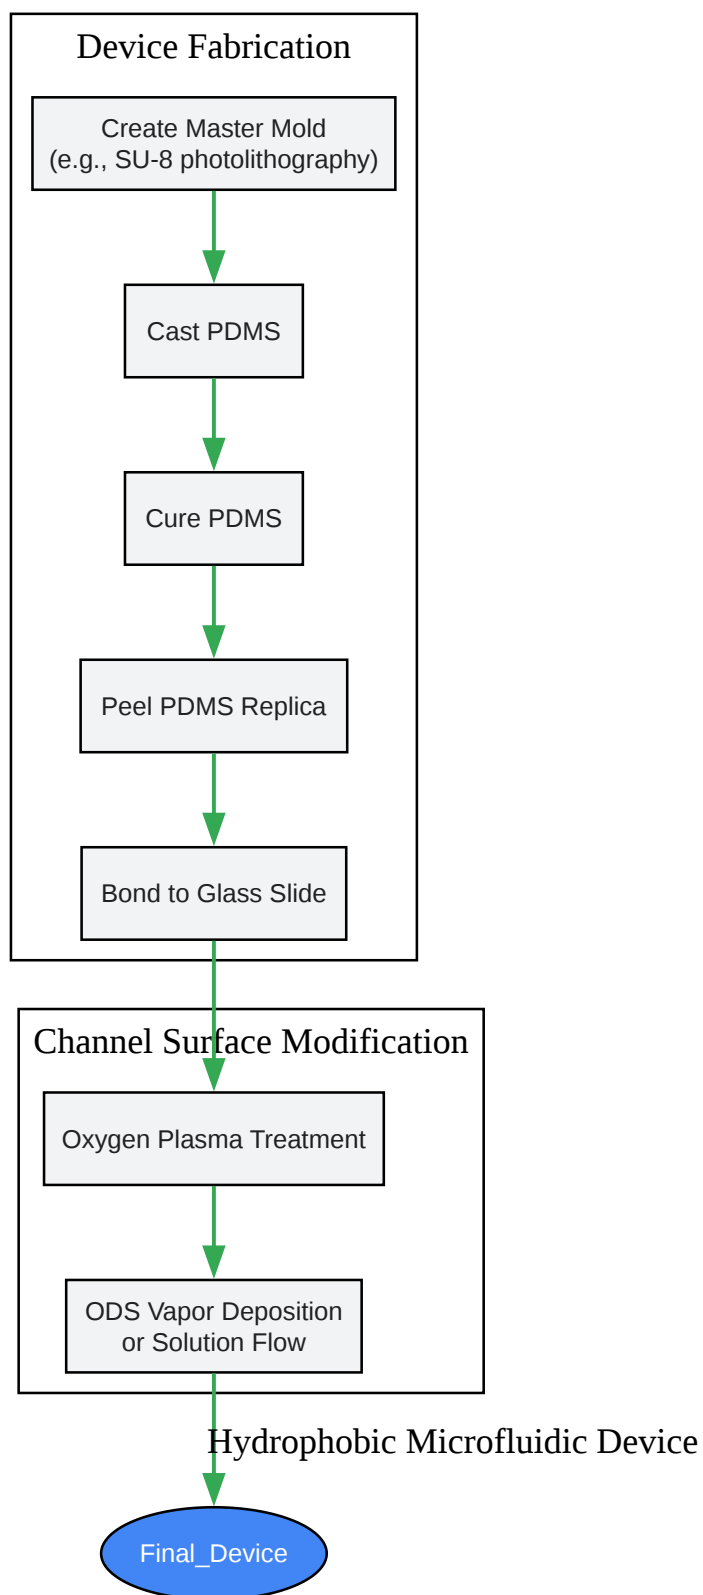 Device Fabrication
Create Master Mold
(e.g., SU-8 photolithography)
Cast PDMS
Cure PDMS
Peel PDMS Replica
Bond to Glass Slide
Channel Surface Modification
Oxygen Plasma Treatment
ODS Vapor Deposition
or Solution Flow
Hydrophobic Microfluidic Device
Final_Device